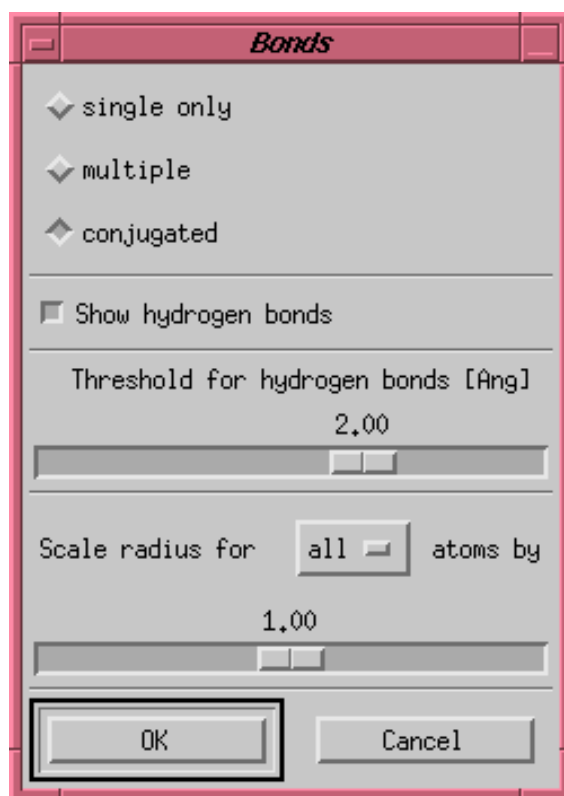 Bonds
single only
multiple
conjugated
Show hydrogen bonds
Threshold for hydrogen bonds [Ang]
2.00
Scale radius for all atoms by
1.00
OK Cancel